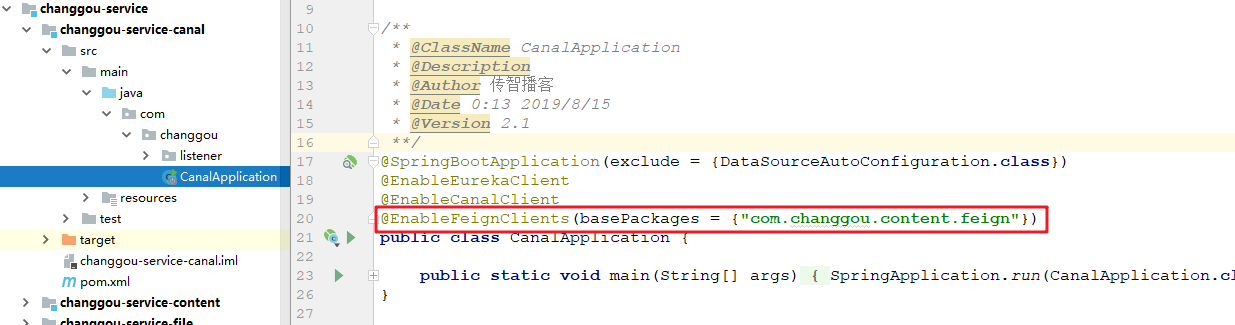 changgou-service
changgou-service-canal
src
main
java
com
changgou
listener
CanalApplication
resources
test
target
changgou-service-canal.iml
pom.xml
changgou-service-content
changgou-service-file
9
10 /**
11 * @ClassName CanalApplication
12 * @Description
13 * @Author 传智播客
14 * @Date 0:13 2019/8/15
15 * @Version 2.1
16 **/
17 @SpringBootApplication(exclude = {DataSourceAutoConfiguration.class})
18 @EnableEurekaClient
19 @EnableCanalClient
20 @EnableFeignClients(basePackages = {"com.changgou.content.feign"})
21 public class CanalApplication {
22
23 public static void main(String[] args) { SpringApplication.run(CanalApplication.cl
26 }
27